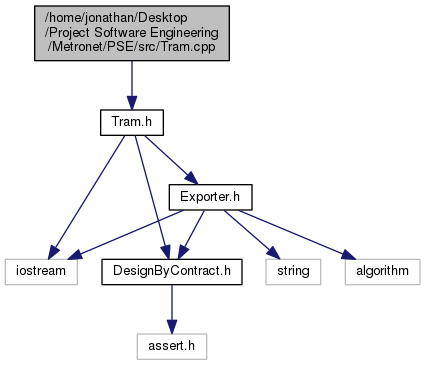 /home/jonathan/Desktop
/Project Software Engineering
/Metronet/PSE/src/Tram.cpp
Tram.h
Exporter.h
iostream
DesignByContract.h
string
algorithm
assert.h